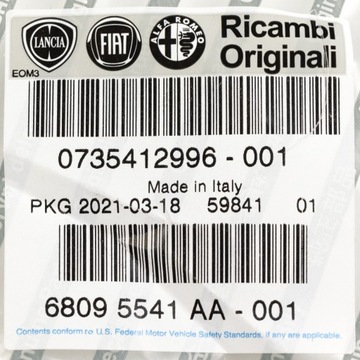 LANCIA FIAT ALFA ROMEO Ricambi
Originali
EOM3
0735412996 - 001
Made in Italy
PKG 2021-03-18 59841 01
6809 5541 AA - 001
Contents conform to U.S. Federal Motor Vehicle Safety Standards, if any are applicable.